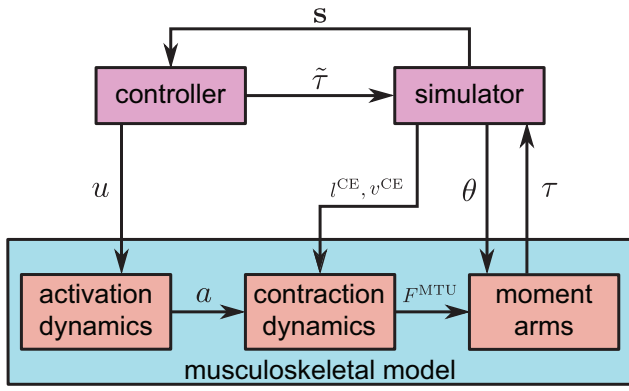 s
controller
τ̃
simulator
u
l^CE, v^CE
θ
τ
activation
dynamics
a
contraction
dynamics
F^MTU
moment
arms
musculoskeletal model